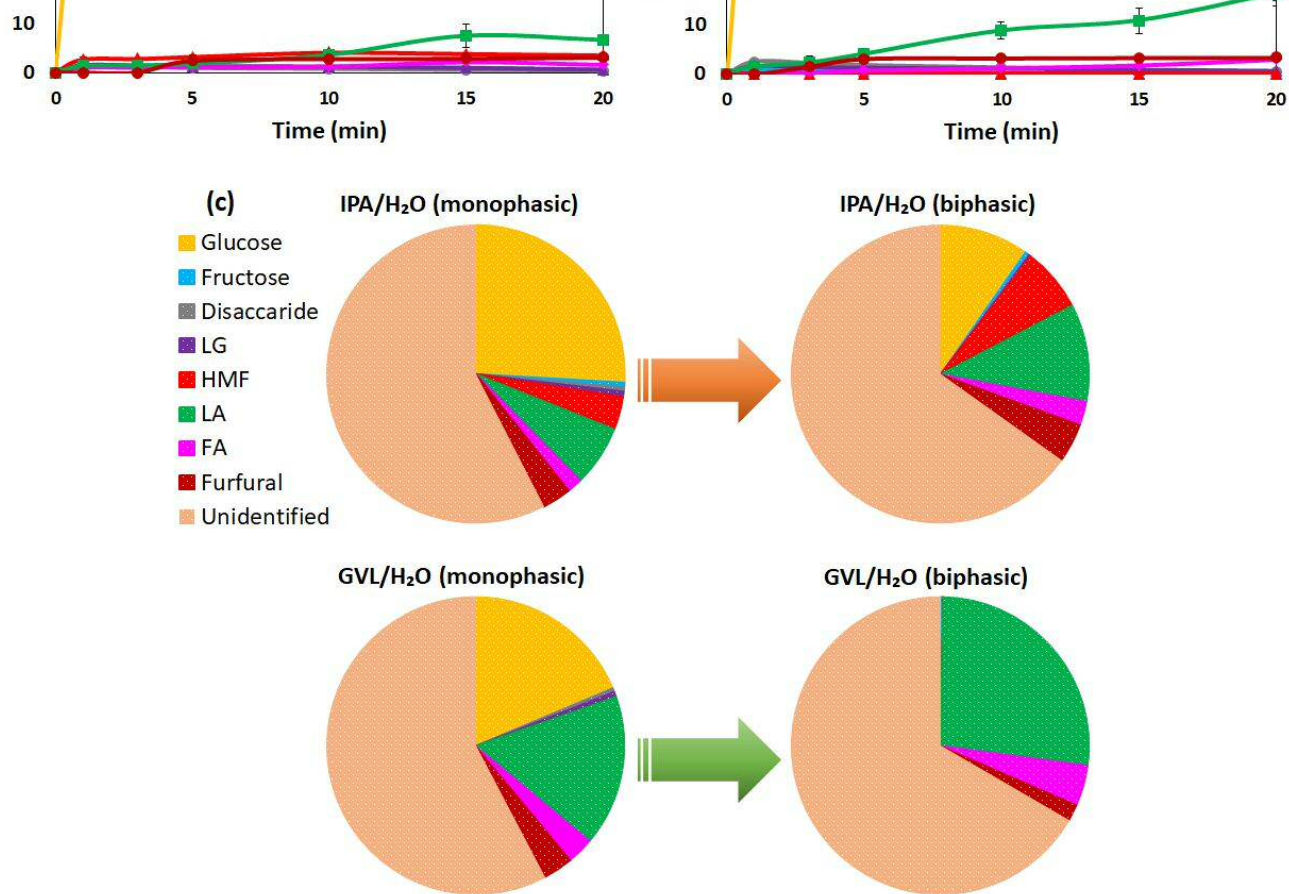 10
0
0 5 10 15 20
Time (min)
10
0
0 5 10 15 20
Time (min)
(c)
IPA/H₂O (monophasic)
IPA/H₂O (biphasic)
Glucose
Fructose
Disaccaride
LG
HMF
LA
FA
Furfural
Unidentified
GVL/H₂O (monophasic)
GVL/H₂O (biphasic)